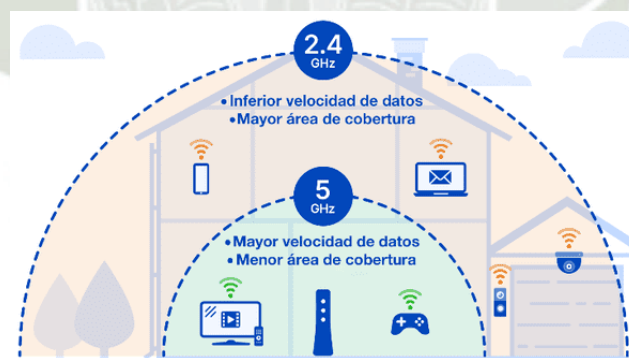 2.4
GHz
•Inferior velocidad de datos
•Mayor área de cobertura
5
GHz
•Mayor velocidad de datos
•Menor área de cobertura